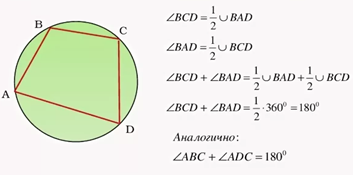 B
C
A
D
∠BCD = 1/2 ∪ BAD
∠BAD = 1/2 ∪ BCD
∠BCD + ∠BAD = 1/2 ∪ BAD + 1/2 ∪ BCD
∠BCD + ∠BAD = 1/2 · 360⁰ = 180⁰
Аналогично:
∠ABC + ∠ADC = 180⁰